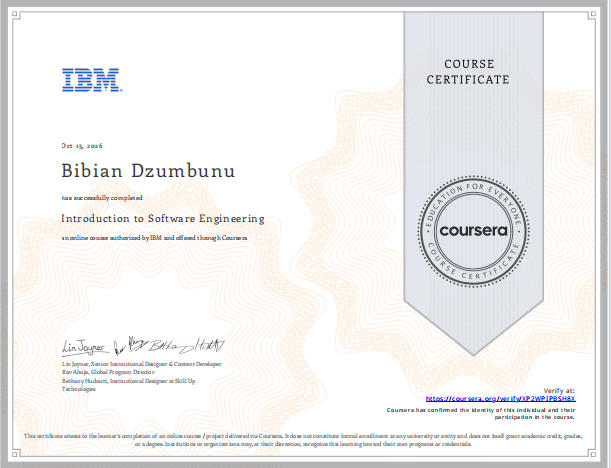 IBM
COURSE
CERTIFICATE
Oct 15, 2026
Bibian Dzumbunu
has successfully completed
Introduction to Software Engineering
an online course authorized by IBM and offered through Coursera
EDUCATION FOR EVERYONE
coursera
COURSE CERTIFICATE
Lin Joyner
Lin Joyner, Senior Instructional Designer & Content Developer
Rav Ahuja, Global Program Director
Bethany Hudnutt, Instructional Designer at Skill Up
Technologies
Verify at:
https://coursera.org/verify/XP2WPIPBSH8X
Coursera has confirmed the identity of this individual and their
participation in the course.
This certificate attests to the learner's completion of an online course / project delivered via Coursera. It does not constitute formal enrollment at any university or entity and does not itself grant academic credit, grades,
or a degree. Institutions or organizations may, at their discretion, recognize this learning toward their own programs or credentials.